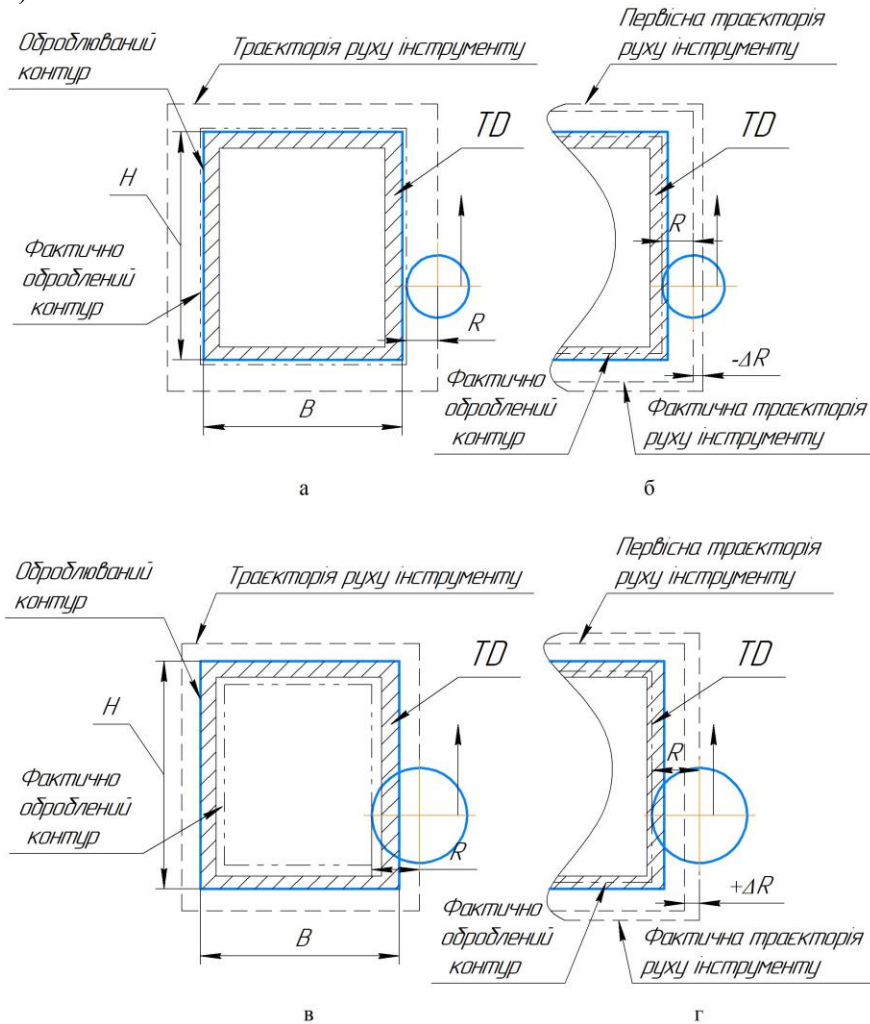 )
Оброблюваний
контур
Траєкторія руху інструменту
TD
H
Фактично
оброблений
контур
R
B
а
Первісна траєкторія
руху інструменту
TD
R
-ΔR
Фактично
оброблений
контур
Фактична траєкторія
руху інструменту
б
Оброблюваний
контур
Траєкторія руху інструменту
TD
H
Фактично
оброблений
контур
R
B
в
Первісна траєкторія
руху інструменту
TD
R
+ΔR
Фактично
оброблений
контур
Фактична траєкторія
руху інструменту
г